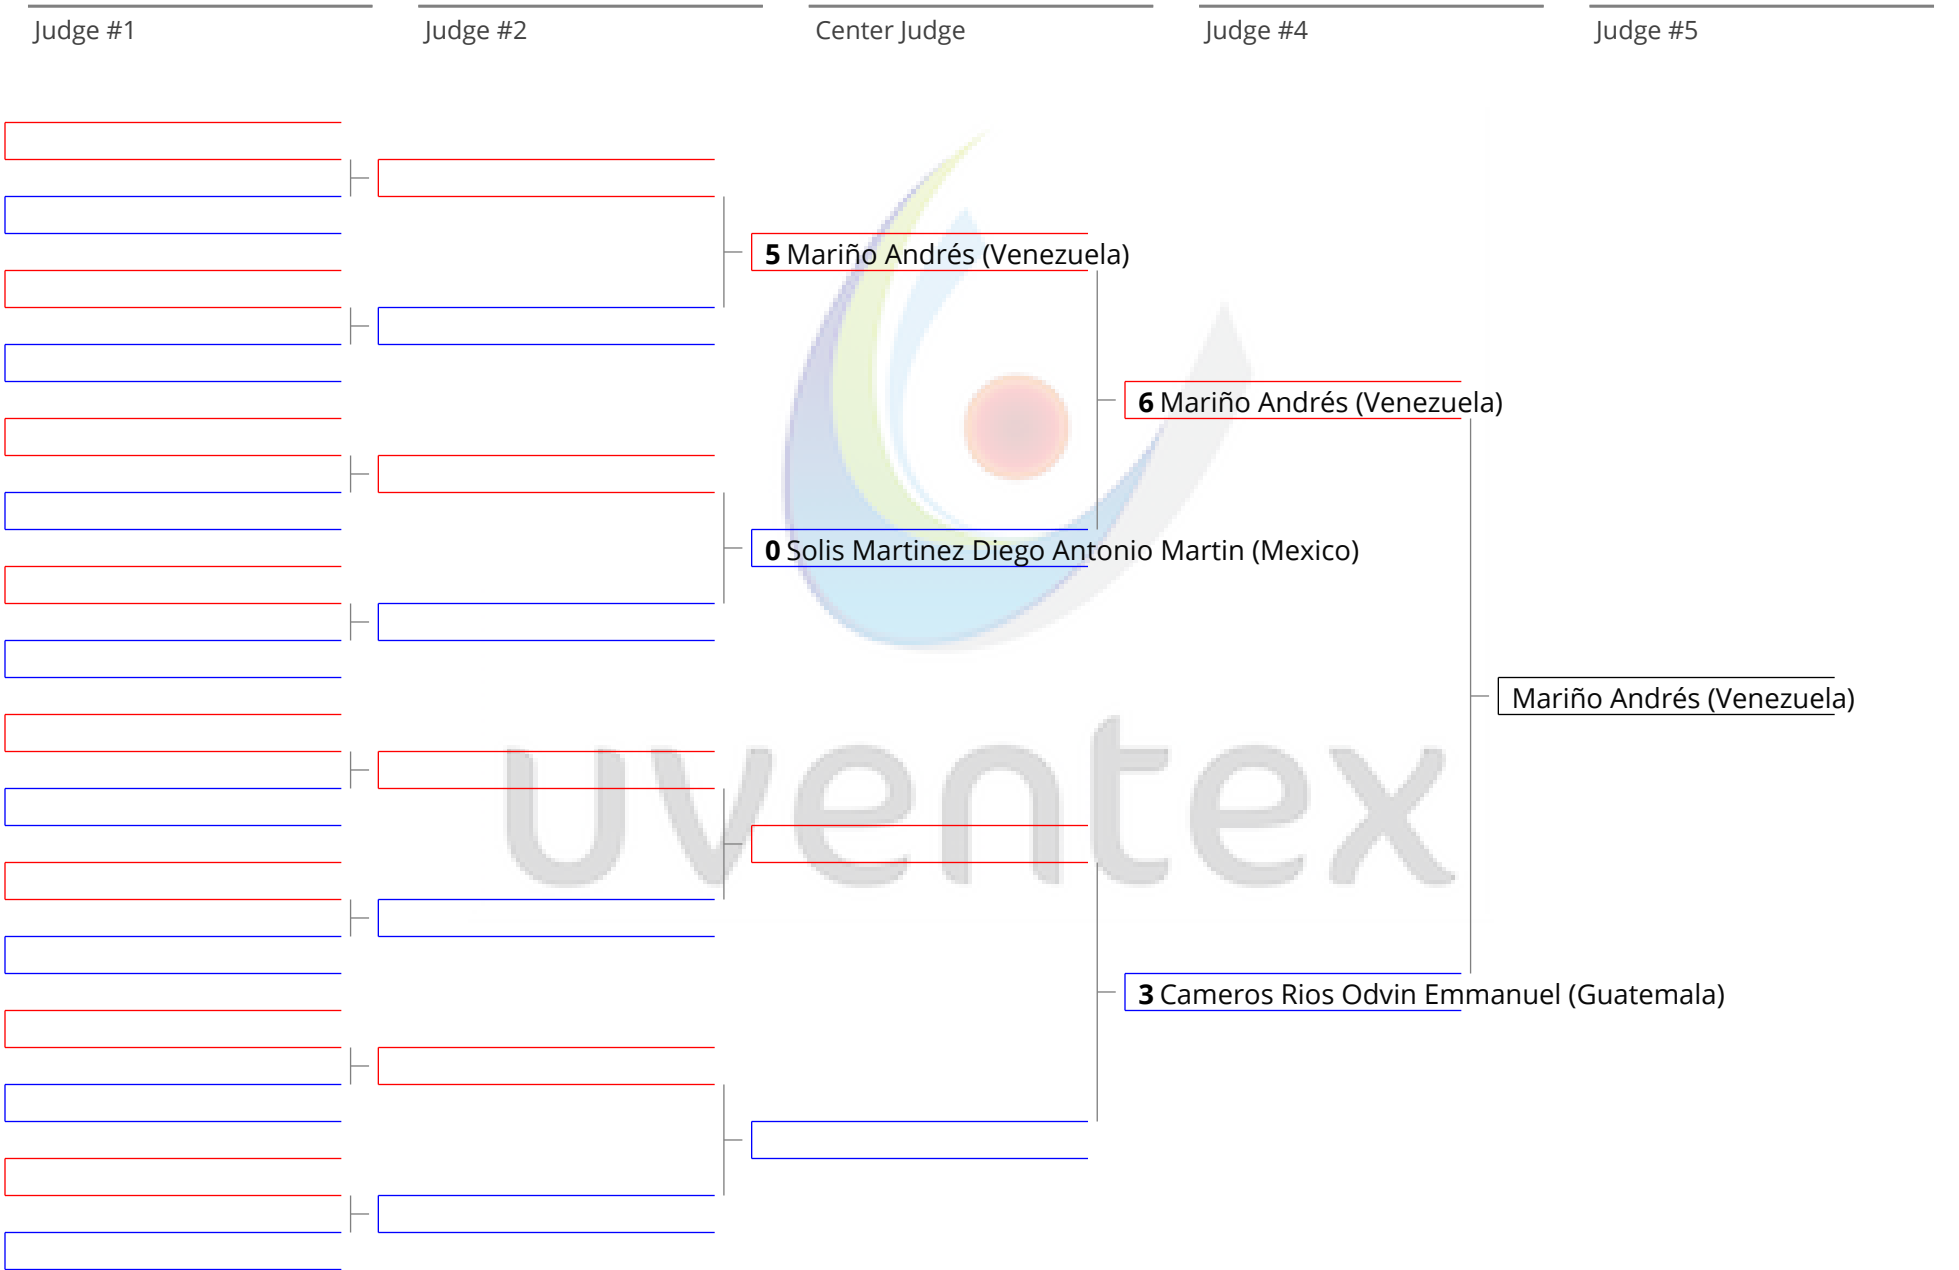 Judge #1
Judge #2
Center Judge
Judge #4
Judge #5
5 Mariño Andrés (Venezuela)
6 Mariño Andrés (Venezuela)
0 Solis Martinez Diego Antonio Martin (Mexico)
Mariño Andrés (Venezuela)
uventex
3 Cameros Rios Odvin Emmanuel (Guatemala)